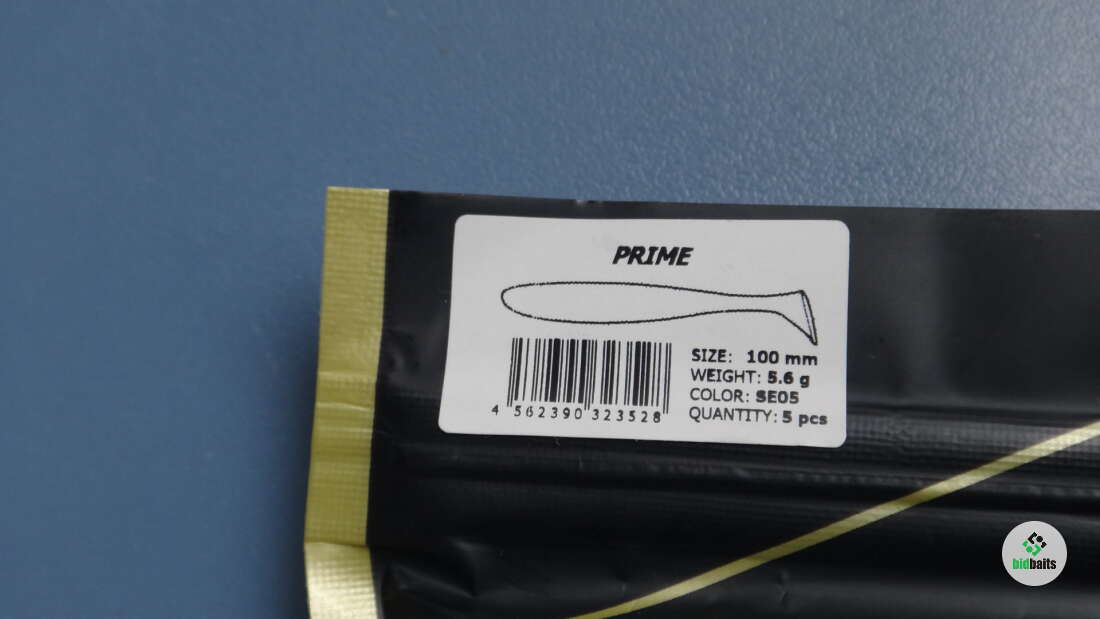 PRIME
SIZE: 100 mm
WEIGHT: 5.6 g
COLOR: SE05
QUANTITY: 5 pcs
4 562390 323528
bidbaits